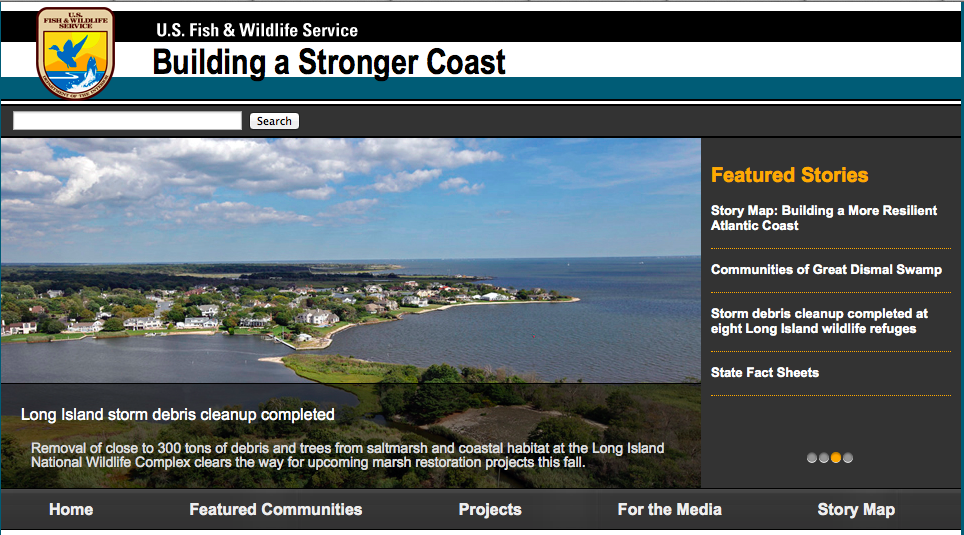 U.S.
FISH & WILDLIFE
SERVICE
DEPARTMENT OF THE INTERIOR
U.S. Fish & Wildlife Service
Building a Stronger Coast
Search
Featured Stories
Story Map: Building a More Resilient
Atlantic Coast
Communities of Great Dismal Swamp
Storm debris cleanup completed at
eight Long Island wildlife refuges
State Fact Sheets
Long Island storm debris cleanup completed
Removal of close to 300 tons of debris and trees from saltmarsh and coastal habitat at the Long Island
National Wildlife Complex clears the way for upcoming marsh restoration projects this fall.
Home
Featured Communities
Projects
For the Media
Story Map